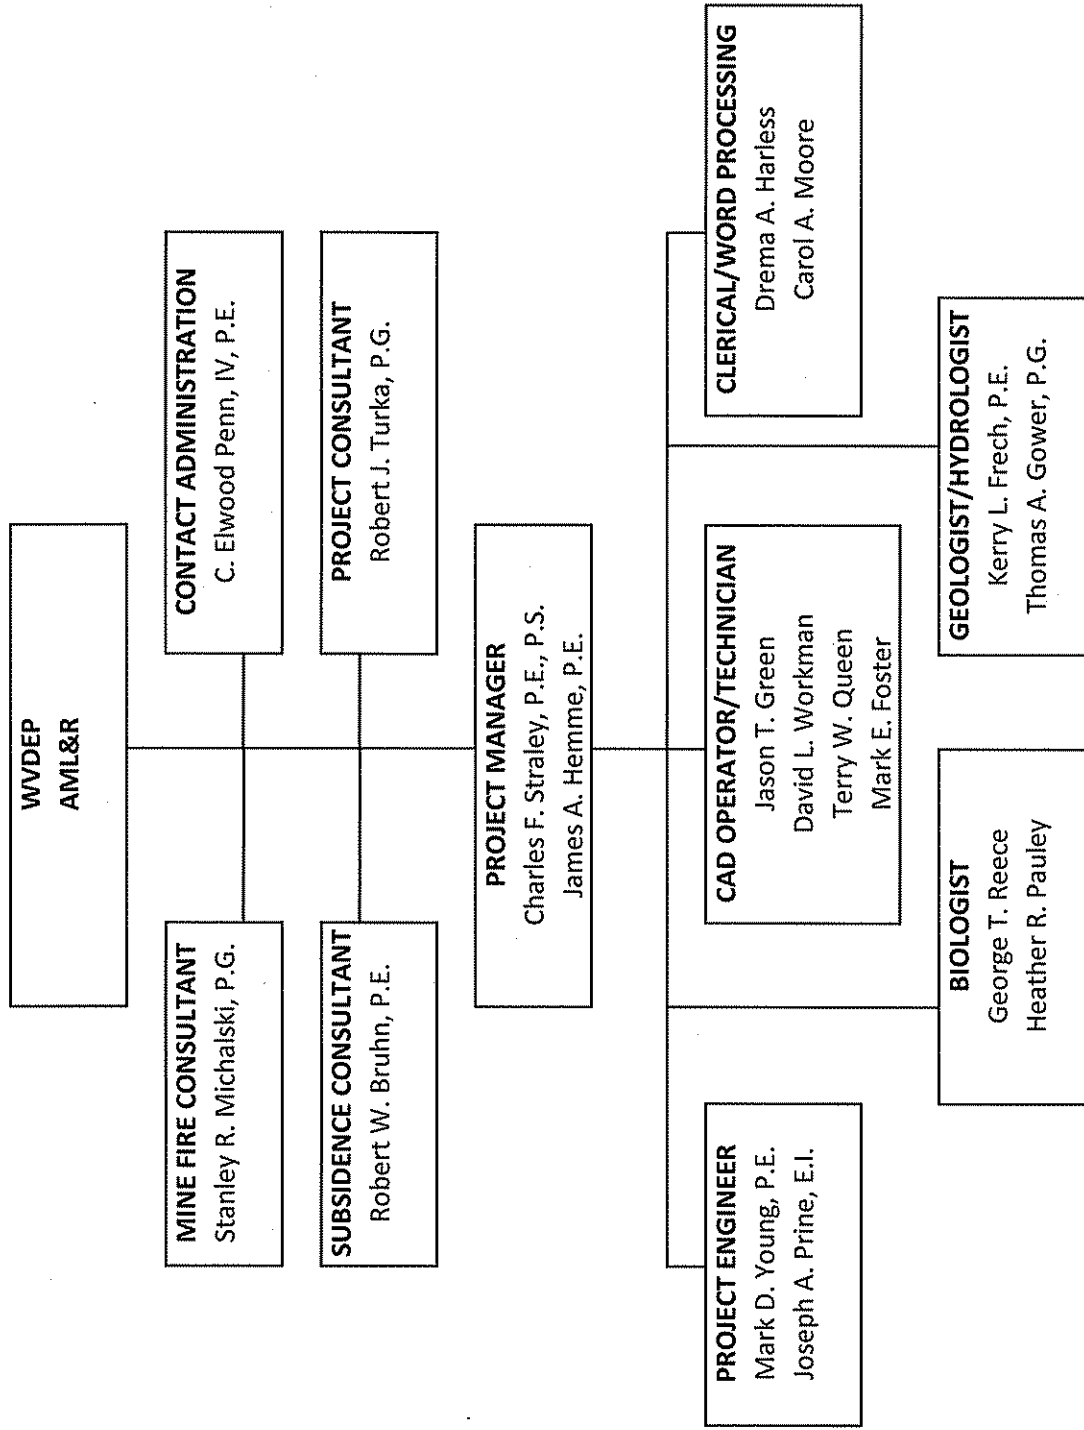 WVDEP
AML&R
MINE FIRE CONSULTANT
Stanley R. Michalski, P.G.
CONTACT ADMINISTRATION
C. Elwood Penn, IV, P.E.
SUBSIDENCE CONSULTANT
Robert W. Bruhn, P.E.
PROJECT CONSULTANT
Robert J. Turka, P.G.
PROJECT MANAGER
Charles F. Straley, P.E., P.S.
James A. Hemme, P.E.
PROJECT ENGINEER
Mark D. Young, P.E.
Joseph A. Prine, E.I.
CAD OPERATOR/TECHNICIAN
Jason T. Green
David L. Workman
Terry W. Queen
Mark E. Foster
CLERICAL/WORD PROCESSING
Drema A. Harless
Carol A. Moore
BIOLOGIST
George T. Reece
Heather R. Pauley
GEOLOGIST/HYDROLOGIST
Kerry L. Frech, P.E.
Thomas A. Gower, P.G.